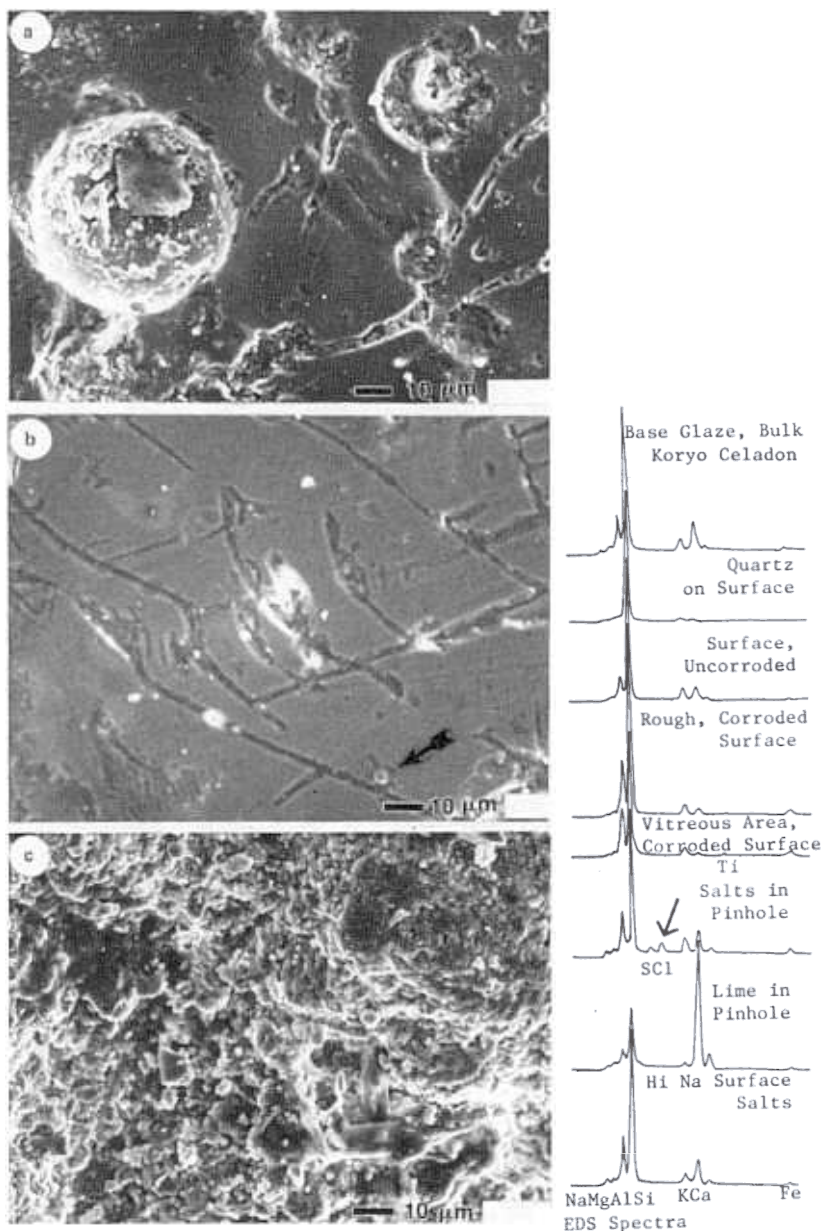 a
10 μm
b
10 μm
c
10 μm
Base Glaze, Bulk
Koryo Celadon
Quartz
on Surface
Surface,
Uncorroded
Rough, Corroded
Surface
Vitreous Area,
Corroded Surface
Ti
Salts in
Pinhole
SCl
Lime in
Pinhole
Hi Na Surface
Salts
NaMgAlSi KCa Fe
EDS Spectra